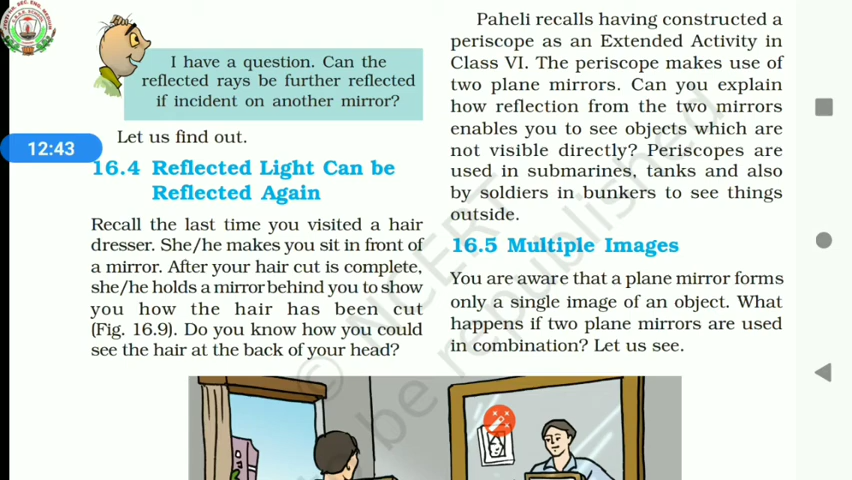 I have a question. Can the
reflected rays be further reflected
if incident on another mirror?
Let us find out.
12:43
16.4 Reflected Light Can be
Reflected Again
Recall the last time you visited a hair
dresser. She/he makes you sit in front of
a mirror. After your hair cut is complete,
she/he holds a mirror behind you to show
you how the hair has been cut
(Fig. 16.9). Do you know how you could
see the hair at the back of your head?
Paheli recalls having constructed a
periscope as an Extended Activity in
Class VI. The periscope makes use of
two plane mirrors. Can you explain
how reflection from the two mirrors
enables you to see objects which are
not visible directly? Periscopes are
used in submarines, tanks and also
by soldiers in bunkers to see things
outside.
16.5 Multiple Images
You are aware that a plane mirror forms
only a single image of an object. What
happens if two plane mirrors are used
in combination? Let us see.
© NCERT
be republished